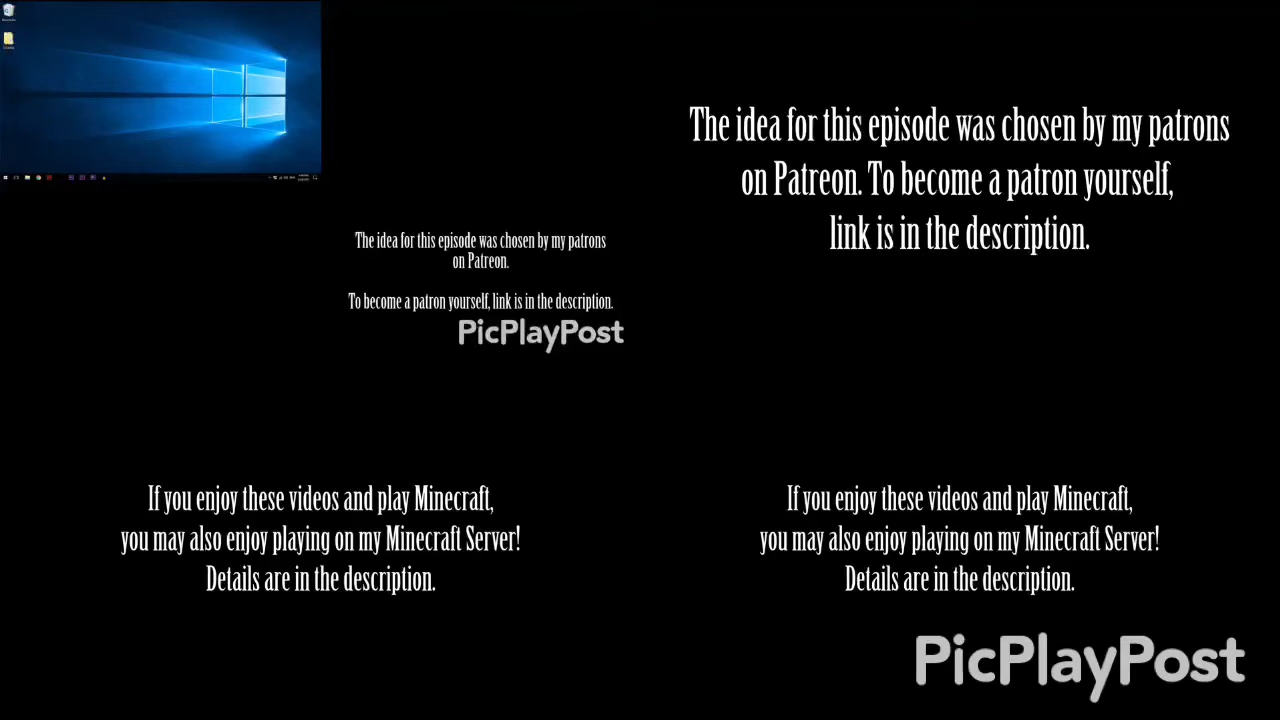 The idea for this episode was chosen by my patrons
on Patreon.
To become a patron yourself, link is in the description.
PicPlayPost
The idea for this episode was chosen by my patrons
on Patreon. To become a patron yourself,
link is in the description.
If you enjoy these videos and play Minecraft,
you may also enjoy playing on my Minecraft Server!
Details are in the description.
If you enjoy these videos and play Minecraft,
you may also enjoy playing on my Minecraft Server!
Details are in the description.
PicPlayPost